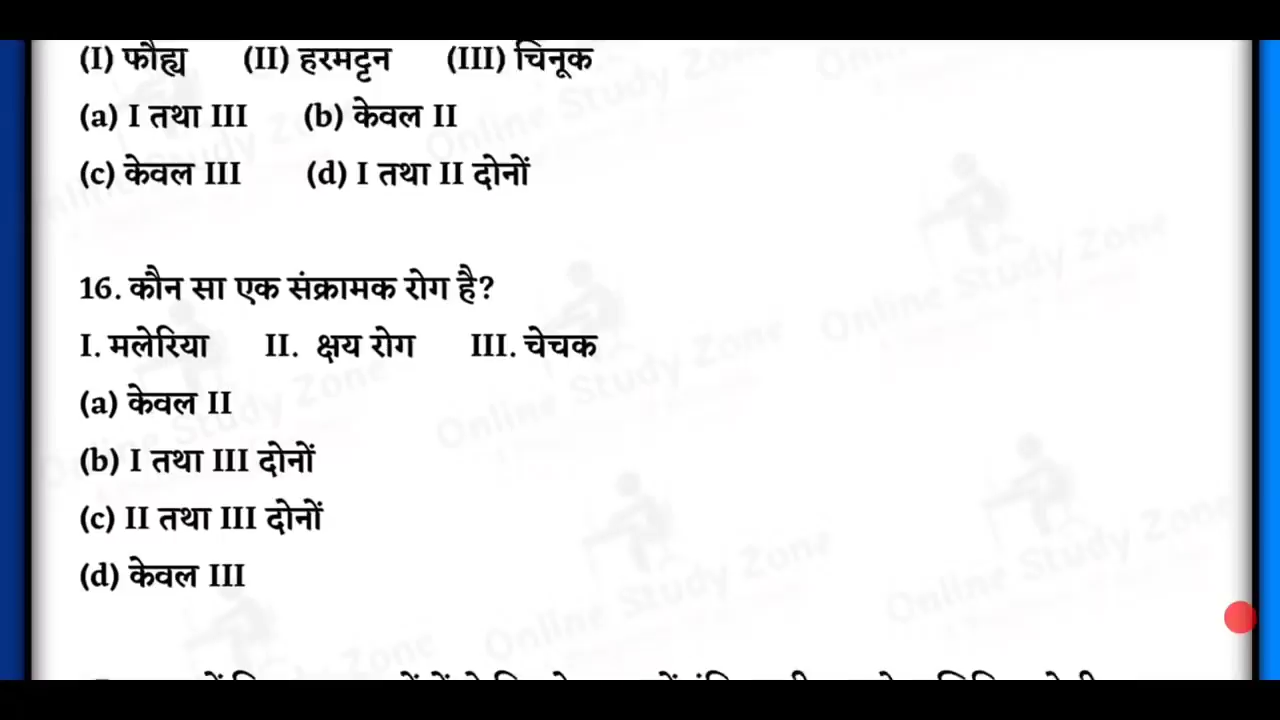 (I) फौह्य (II) हरमट्टन (III) चिनूक
(a) I तथा III (b) केवल II
(c) केवल III (d) I तथा II दोनों
16. कौन सा एक संक्रामक रोग है?
I. मलेरिया II. क्षय रोग III. चेचक
(a) केवल II
(b) I तथा III दोनों
(c) II तथा III दोनों
(d) केवल III